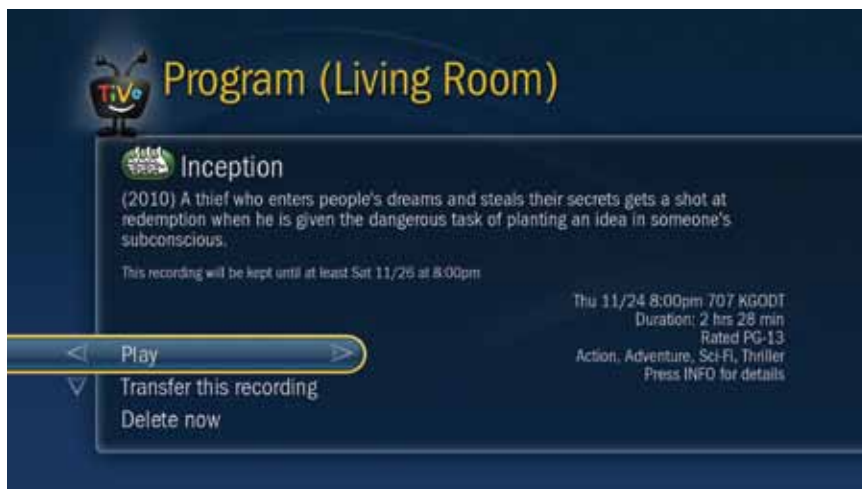 TiVo
Program (Living Room)
Inception
(2010) A thief who enters people's dreams and steals their secrets gets a shot at
redemption when he is given the dangerous task of planting an idea in someone's
subconscious.
This recording will be kept until at least Sat 11/26 at 8:00pm
Thu 11/24 8:00pm 707 KGODT
Duration: 2 hrs 28 min
Rated PG-13
Action, Adventure, Sci-Fi, Thriller
Press INFO for details
Play
Transfer this recording
Delete now